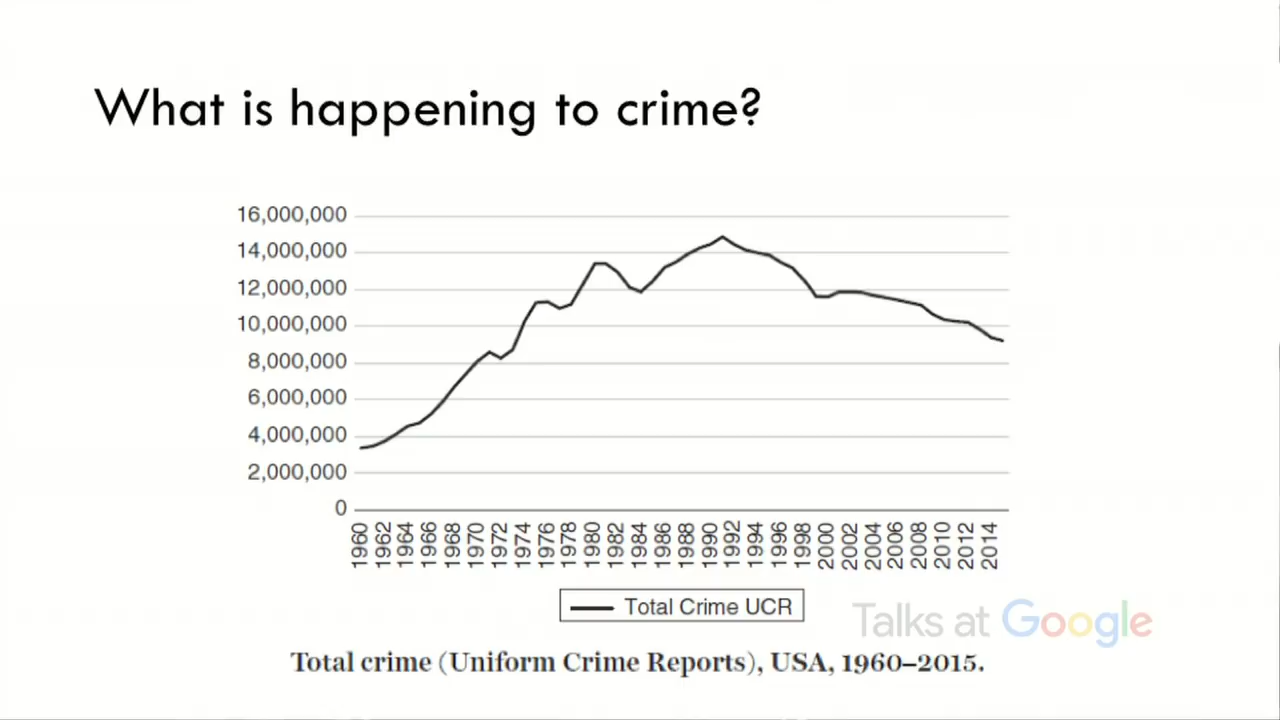 What is happening to crime?
16,000,000
14,000,000
12,000,000
10,000,000
8,000,000
6,000,000
4,000,000
2,000,000
0
1960 1962 1964 1966 1968 1970 1972 1974 1976 1978 1980 1982 1984 1986 1988 1990 1992 1994 1996 1998 2000 2002 2004 2006 2008 2010 2012 2014
Total Crime UCR
Talks at Google
Total crime (Uniform Crime Reports), USA, 1960–2015.